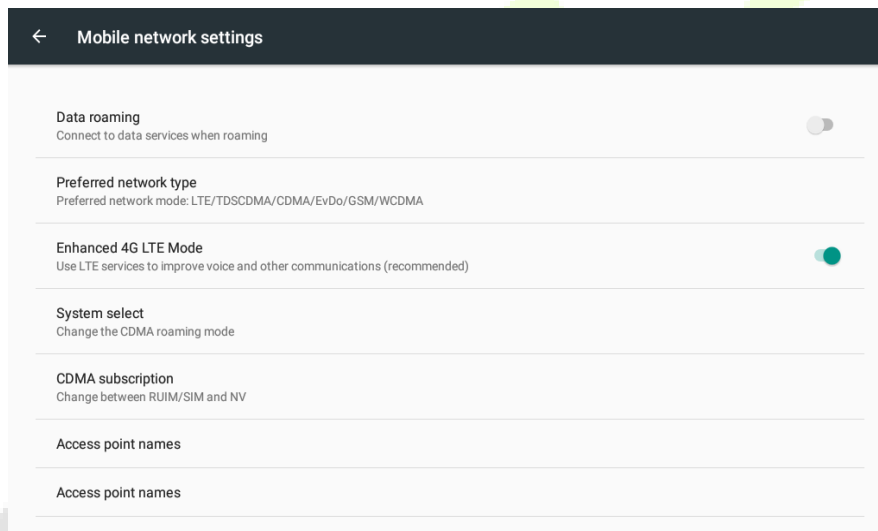 Mobile network settings
Data roaming
Connect to data services when roaming
Preferred network type
Preferred network mode: LTE/TDSCDMA/CDMA/EvDo/GSM/WCDMA
Enhanced 4G LTE Mode
Use LTE services to improve voice and other communications (recommended)
System select
Change the CDMA roaming mode
CDMA subscription
Change between RUIM/SIM and NV
Access point names
Access point names